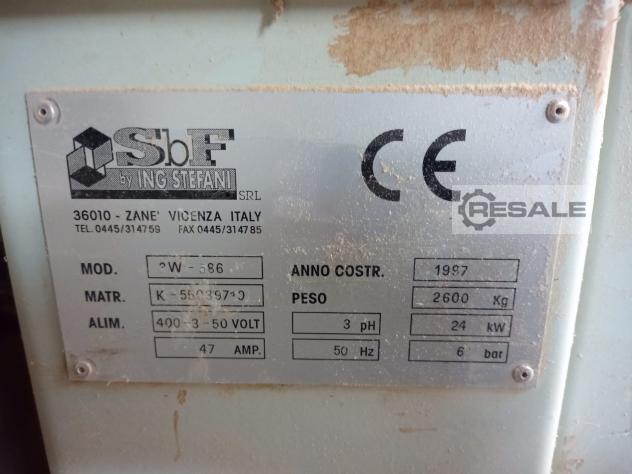 SbF
by ING STEFANI
SRL
CE
36010 - ZANE' VICENZA ITALY
TEL. 0445/314759 FAX 0445/314785
RESALE
MOD. ANNO COSTR. 1997
MATR. PESO 2600 Kg
ALIM. 400-3-50 VOLT 3 pH 24 kW
47 AMP. 50 Hz 6 bar